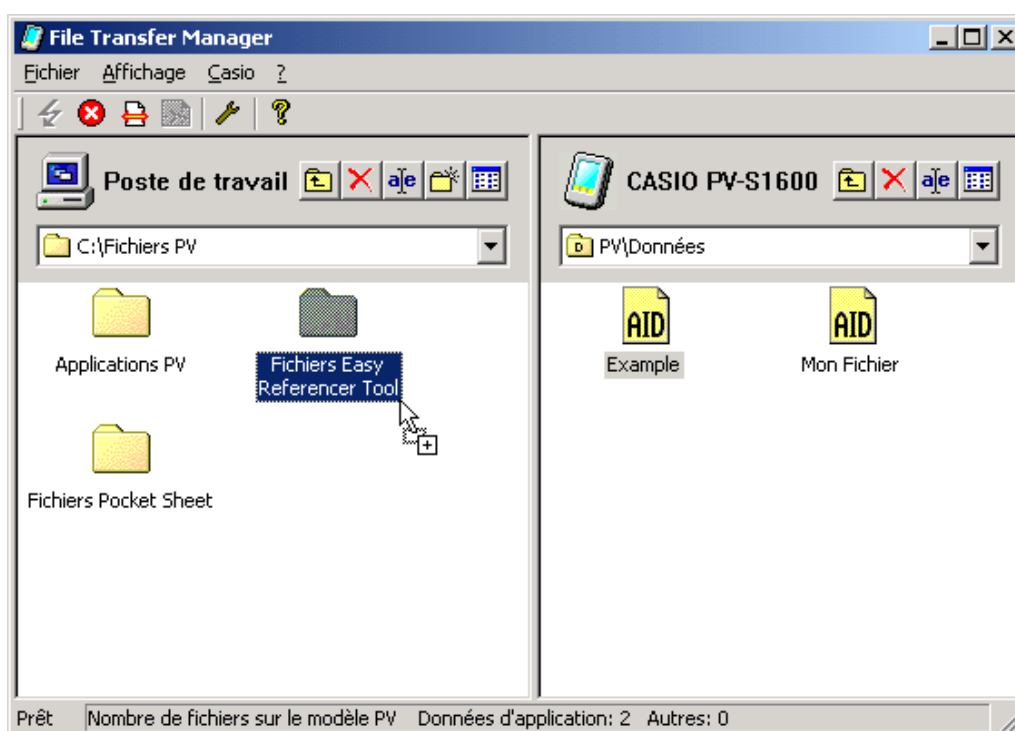 File Transfer Manager
Fichier Affichage Casio ?
Poste de travail
a|e
CASIO PV-S1600
a|e
C:\Fichiers PV
D PV\Données
Applications PV
Fichiers Easy
Referencer Tool
AID
Example
AID
Mon Fichier
Fichiers Pocket Sheet
Prêt Nombre de fichiers sur le modèle PV Données d'application: 2 Autres: 0